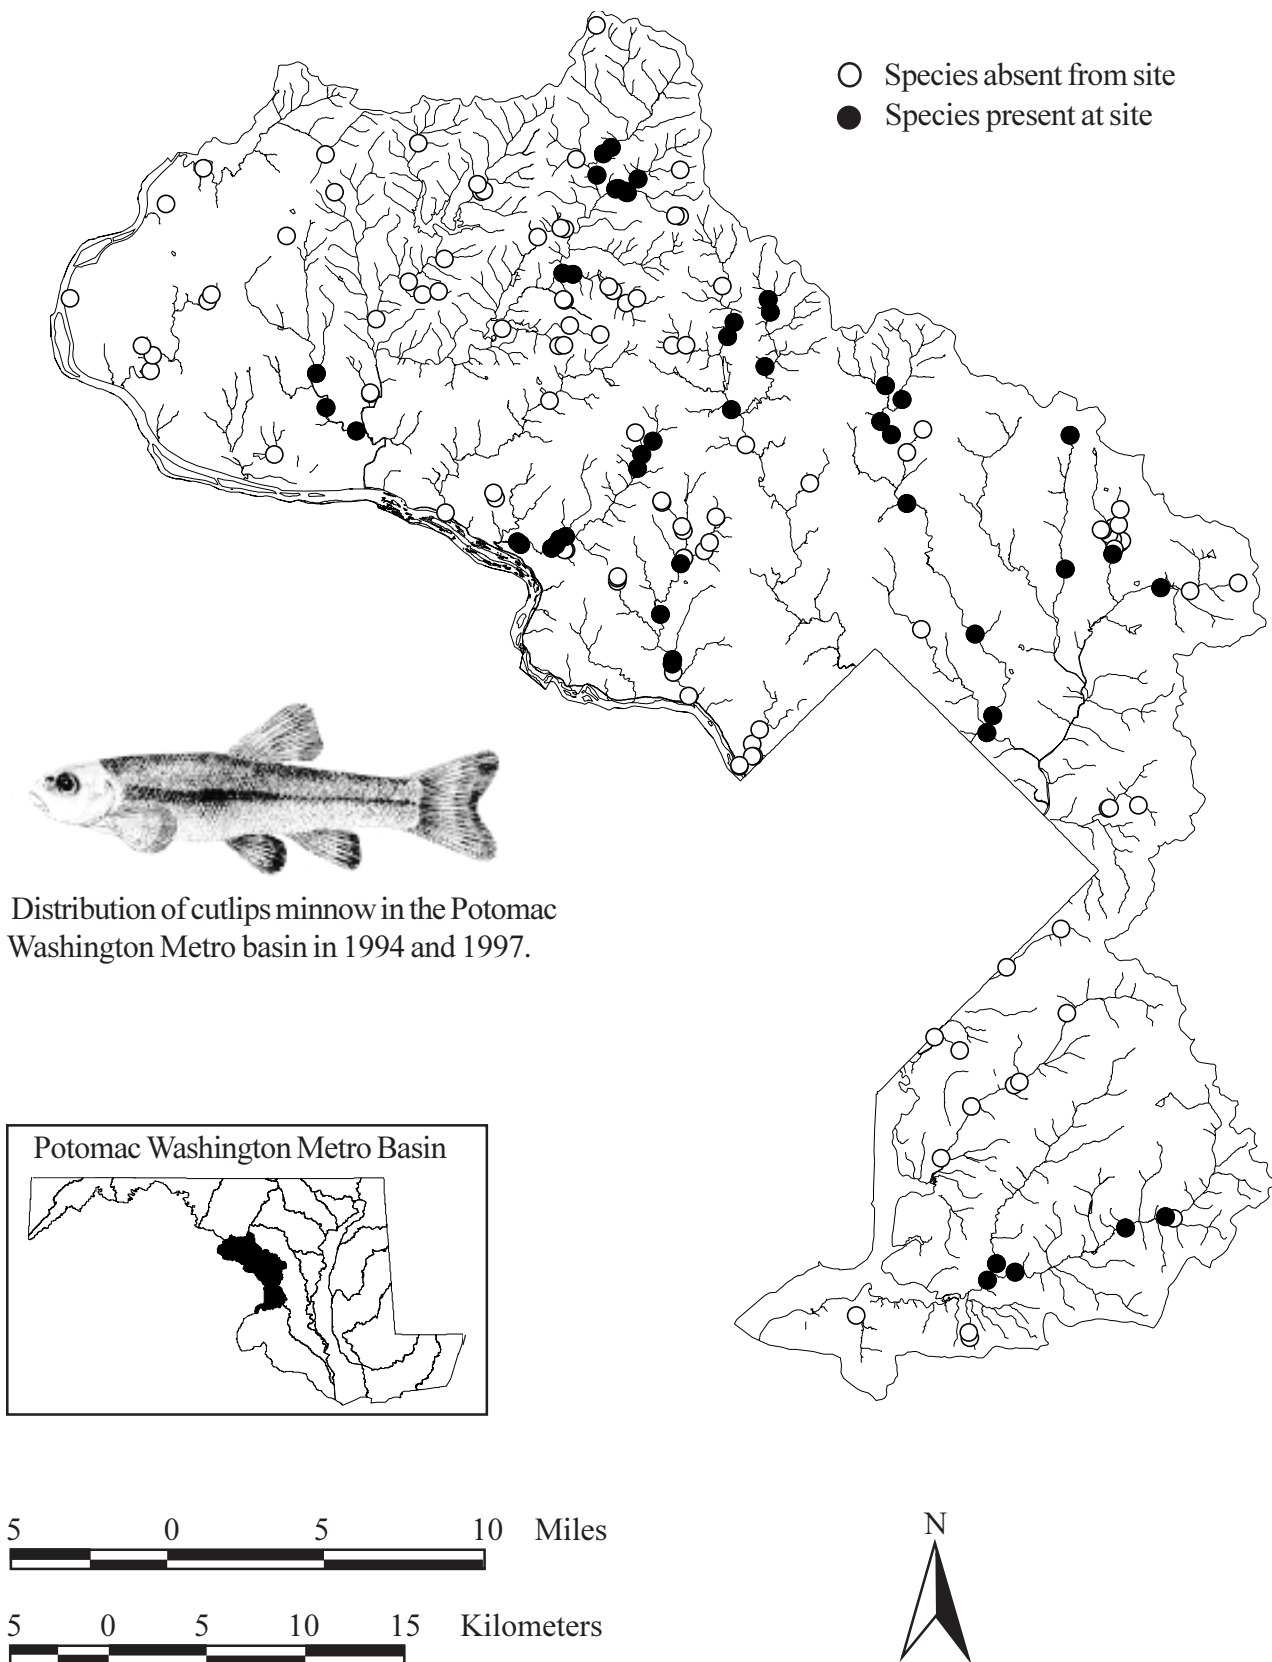 Species absent from site
Species present at site
Distribution of cutlips minnow in the Potomac
Washington Metro basin in 1994 and 1997.
Potomac Washington Metro Basin
5 0 5 10 Miles
N
5 0 5 10 15 Kilometers